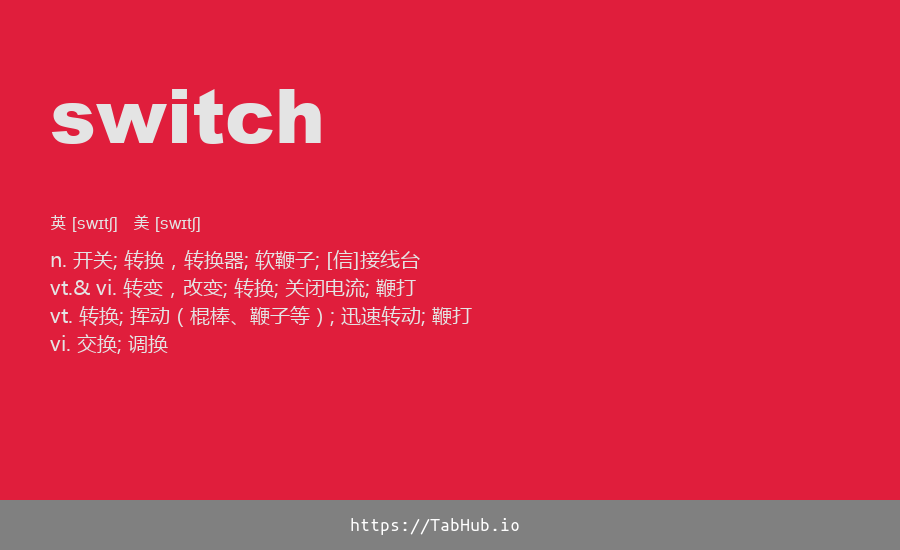 switch
英 [swɪtʃ] 美 [swɪtʃ]
n. 开关; 转换，转换器; 软鞭子; [信]接线台
vt.& vi. 转变，改变; 转换; 关闭电流; 鞭打
vt. 转换; 挥动（棍棒、鞭子等）; 迅速转动; 鞭打
vi. 交换; 调换
https://TabHub.io